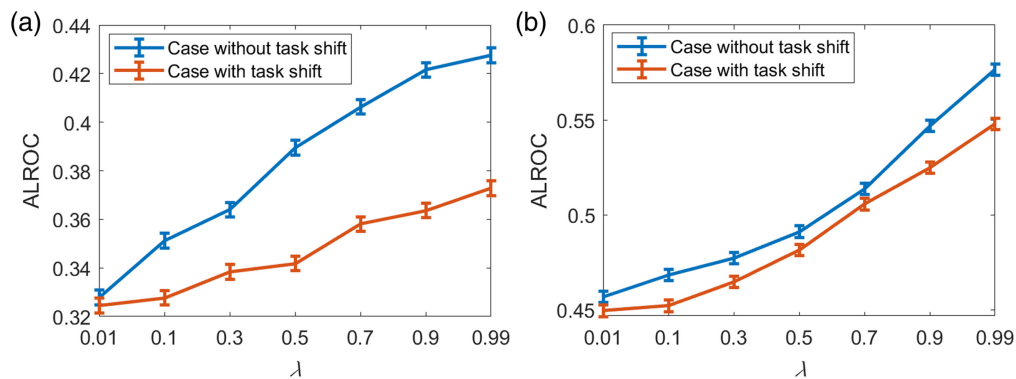 (a)
0.44
0.42
0.4
0.38
0.36
0.34
0.32
ALROC
Case without task shift
Case with task shift
0.01 0.1 0.3 0.5 0.7 0.9 0.99
λ
(b)
0.6
0.55
0.5
0.45
ALROC
Case without task shift
Case with task shift
0.01 0.1 0.3 0.5 0.7 0.9 0.99
λ